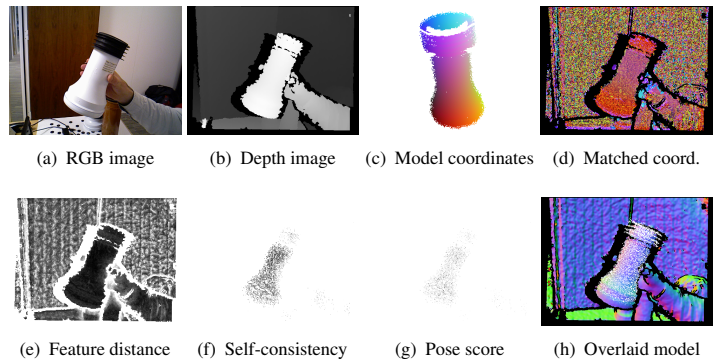 (a) RGB image
(b) Depth image
(c) Model coordinates
(d) Matched coord.
(e) Feature distance
(f) Self-consistency
(g) Pose score
(h) Overlaid model